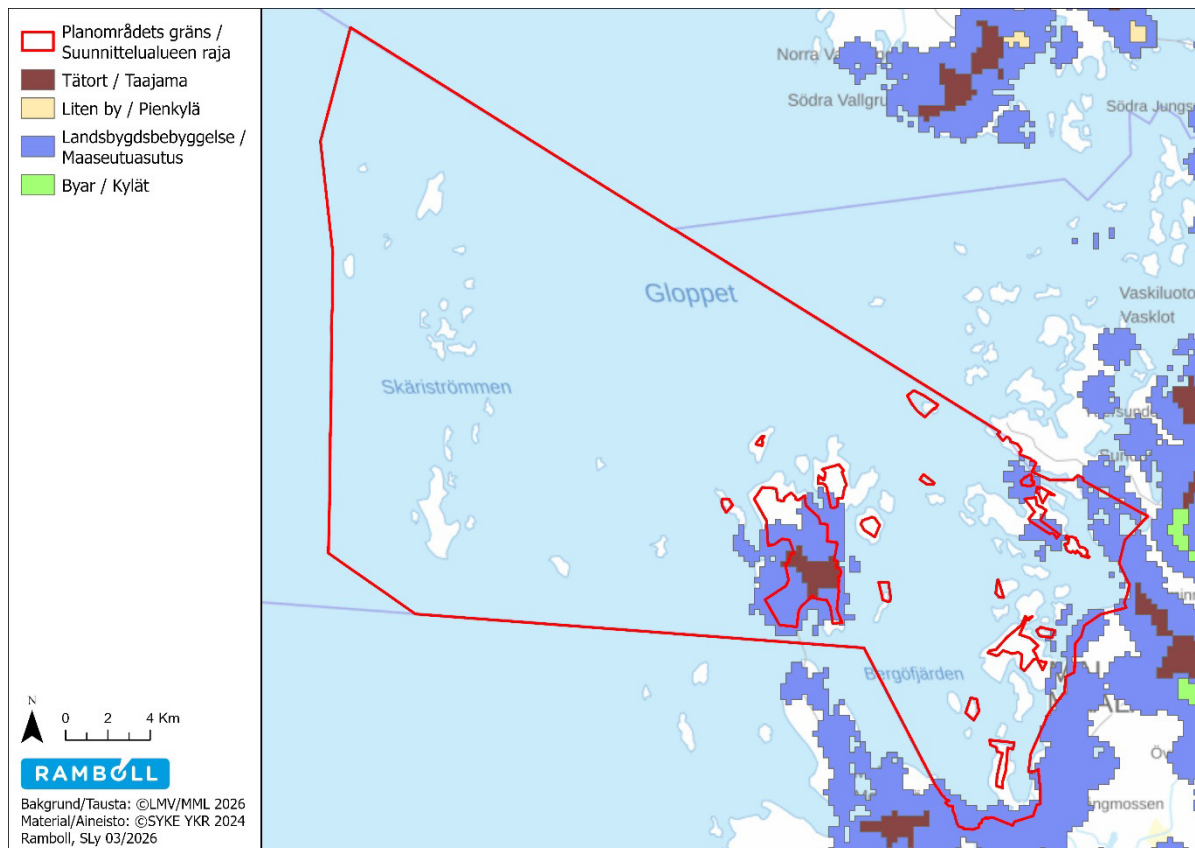 Planområdets gräns /
Suunnittelualueen raja
Tätort / Taajama
Liten by / Pienkylä
Landsbygdsbebyggelse /
Maaseutuasutus
Byar / Kylät
N
0 2 4 Km
RAMBOLL
Bakgrund/Tausta: ©LMV/MML 2026
Material/Aineisto: ©SYKE YKR 2024
Ramboll, SLy 03/2026
Norra
Södra Vallgru
Södra Jungs
Gloppet
Vaskiluoto
Vasklot
Skäriströmmen
Bergöfjärden